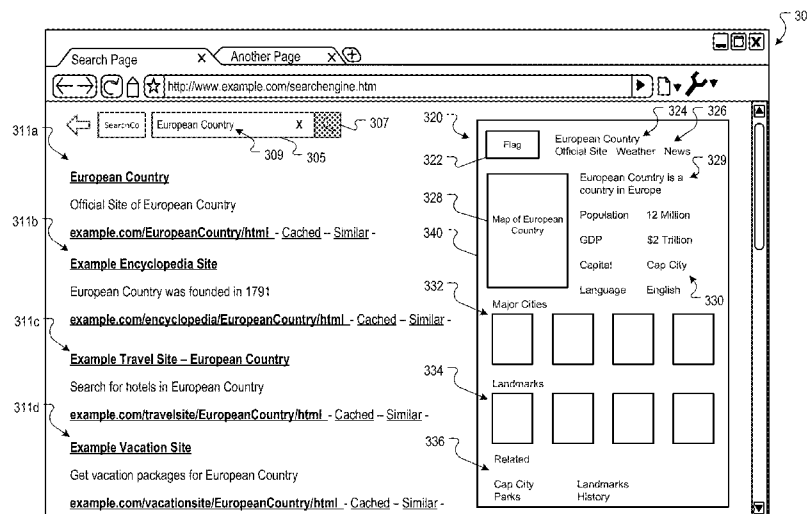 30
Search Page X Another Page X
http://www.example.com/searchengine.htm
SearchCo European Country X
307
309 305
311a
European Country
Official Site of European Country
example.com/EuropeanCountry/html - Cached – Similar -
311b
Example Encyclopedia Site
European Country was founded in 1791
example.com/encyclopedia/EuropeanCountry/html - Cached – Similar -
311c
Example Travel Site – European Country
Search for hotels in European Country
example.com/travelsite/EuropeanCountry/html - Cached – Similar -
311d
Example Vacation Site
Get vacation packages for European Country
example.com/vacationsite/EuropeanCountry/html - Cached – Similar -
320 324 326
322
Flag
European Country
Official Site Weather News
329
European Country is a
country in Europe
328
Map of European
Country
340
Population 12 Million
GDP $2 Trillion
Capital Cap City
Language English
330
332
Major Cities
334
Landmarks
336
Related
Cap City Landmarks
Parks History